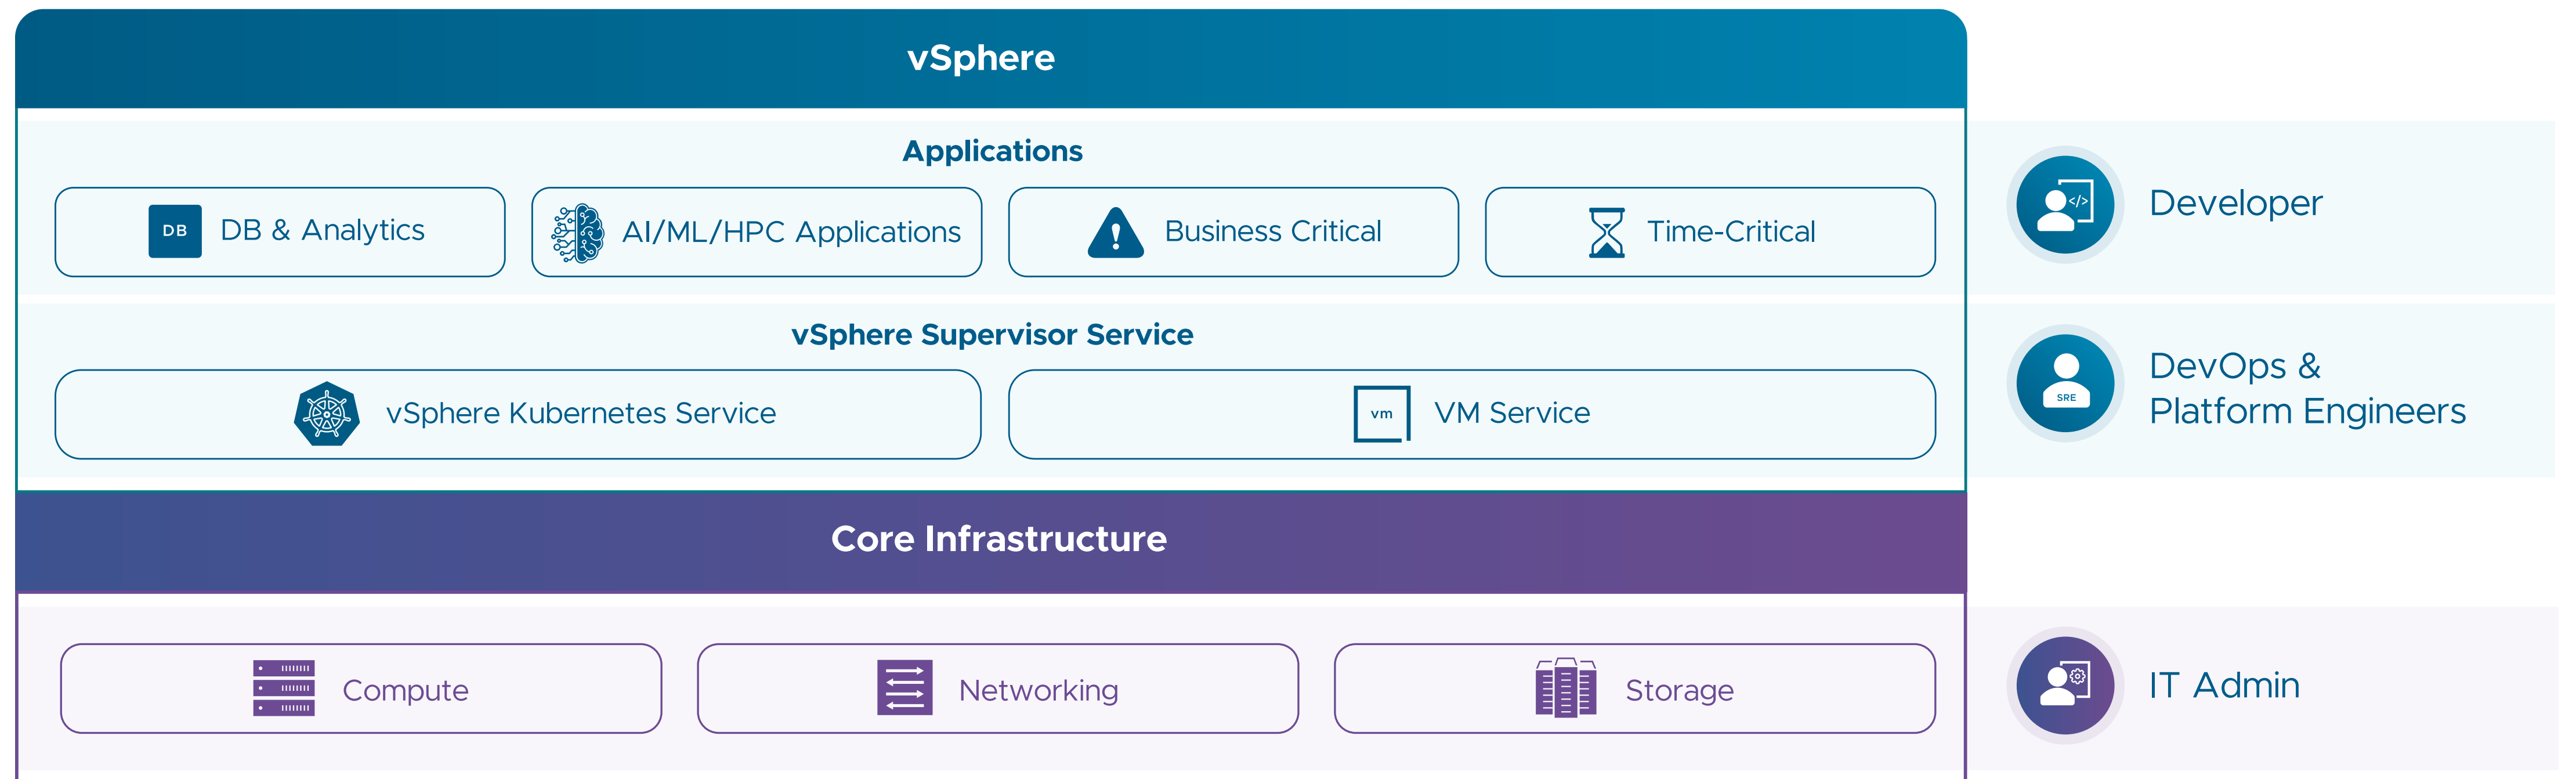 vSphere
Applications
DB
DB & Analytics
AI/ML/HPC Applications
Business Critical
Time-Critical
</>
Developer
vSphere Supervisor Service
vSphere Kubernetes Service
vm
VM Service
SRE
DevOps &
Platform Engineers
Core Infrastructure
Compute
Networking
Storage
IT Admin